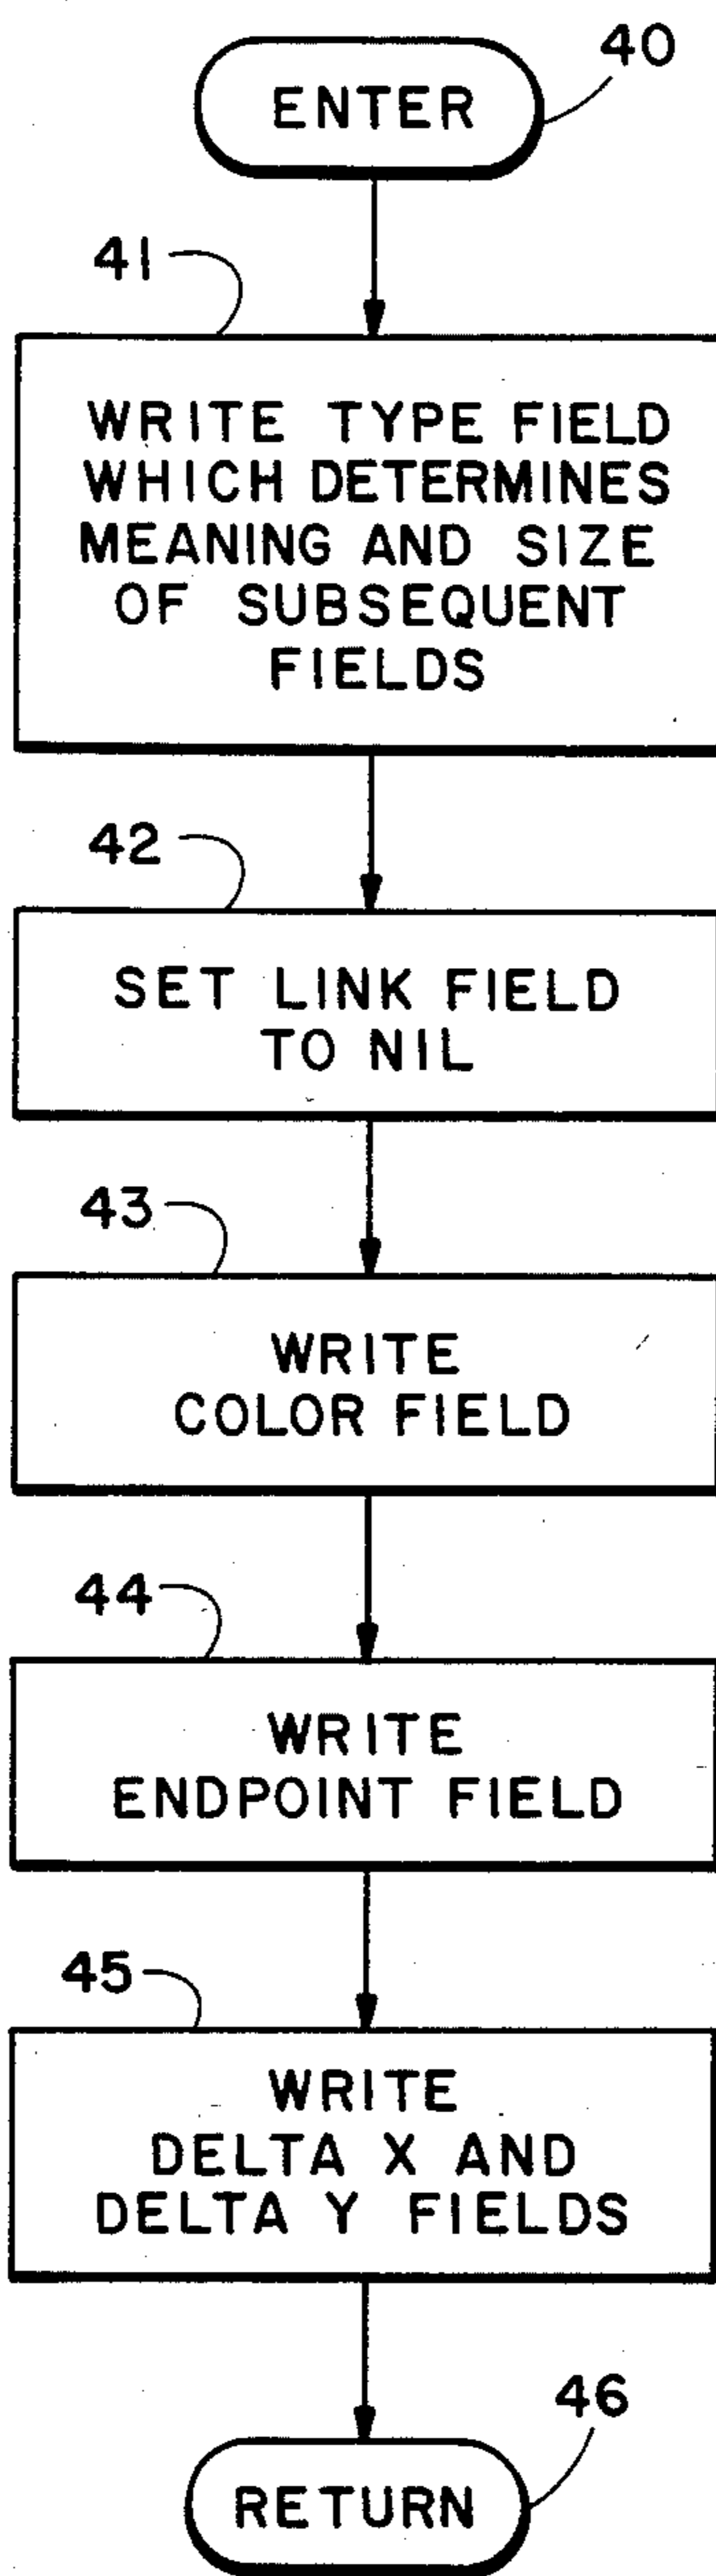 40
ENTER
41
WRITE TYPE FIELD
WHICH DETERMINES
MEANING AND SIZE
OF SUBSEQUENT
FIELDS
42
SET LINK FIELD
TO NIL
43
WRITE
COLOR FIELD
44
WRITE
ENDPOINT FIELD
45
WRITE
DELTA X AND
DELTA Y FIELDS
46
RETURN